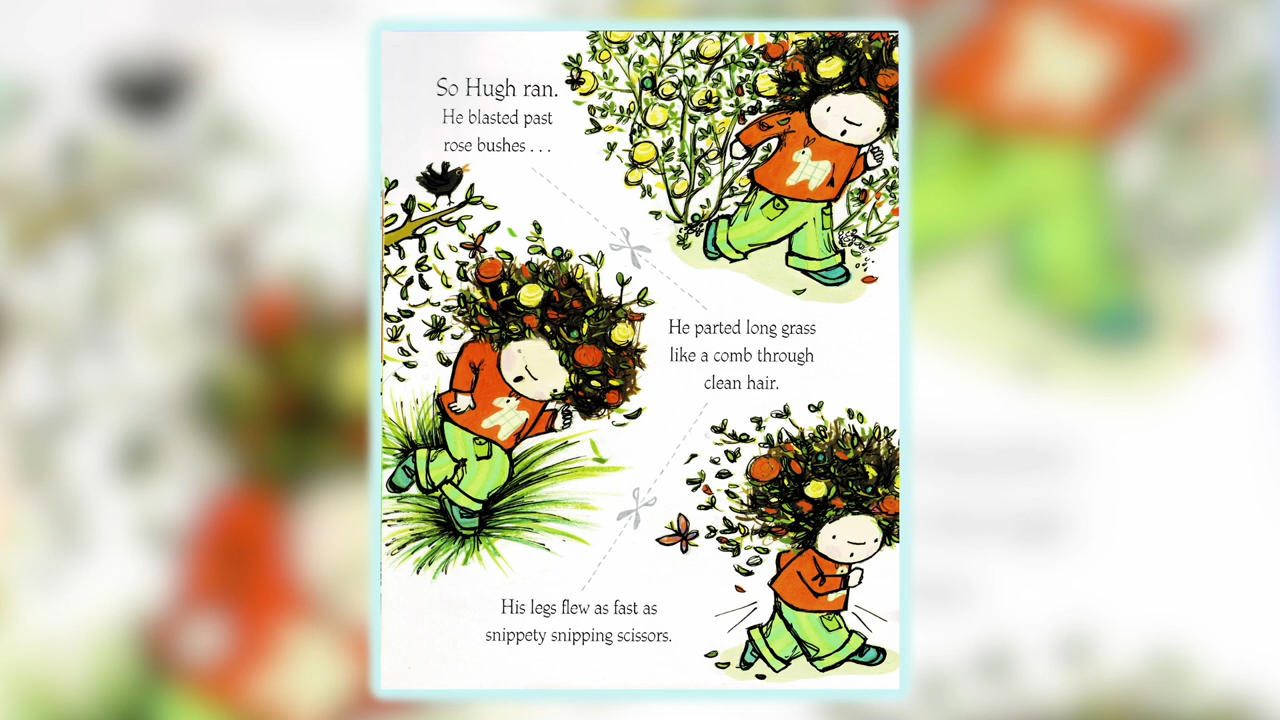 So Hugh ran.
He blasted past
rose bushes . . .
He parted long grass
like a comb through
clean hair.
His legs flew as fast as
snippety snipping scissors.